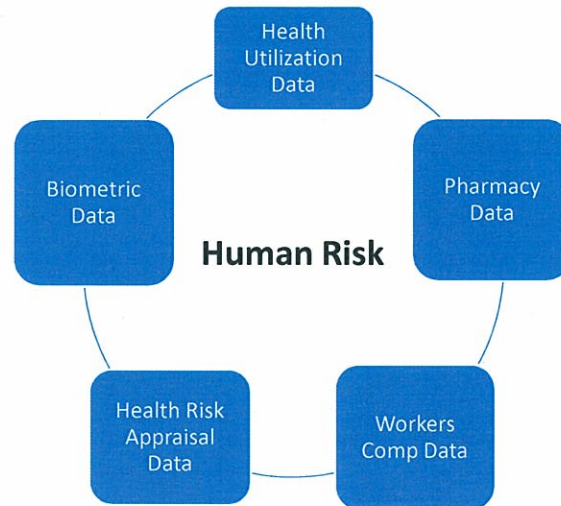 Health
Utilization
Data
Pharmacy
Data
Workers
Comp Data
Health Risk
Appraisal
Data
Biometric
Data
Human Risk